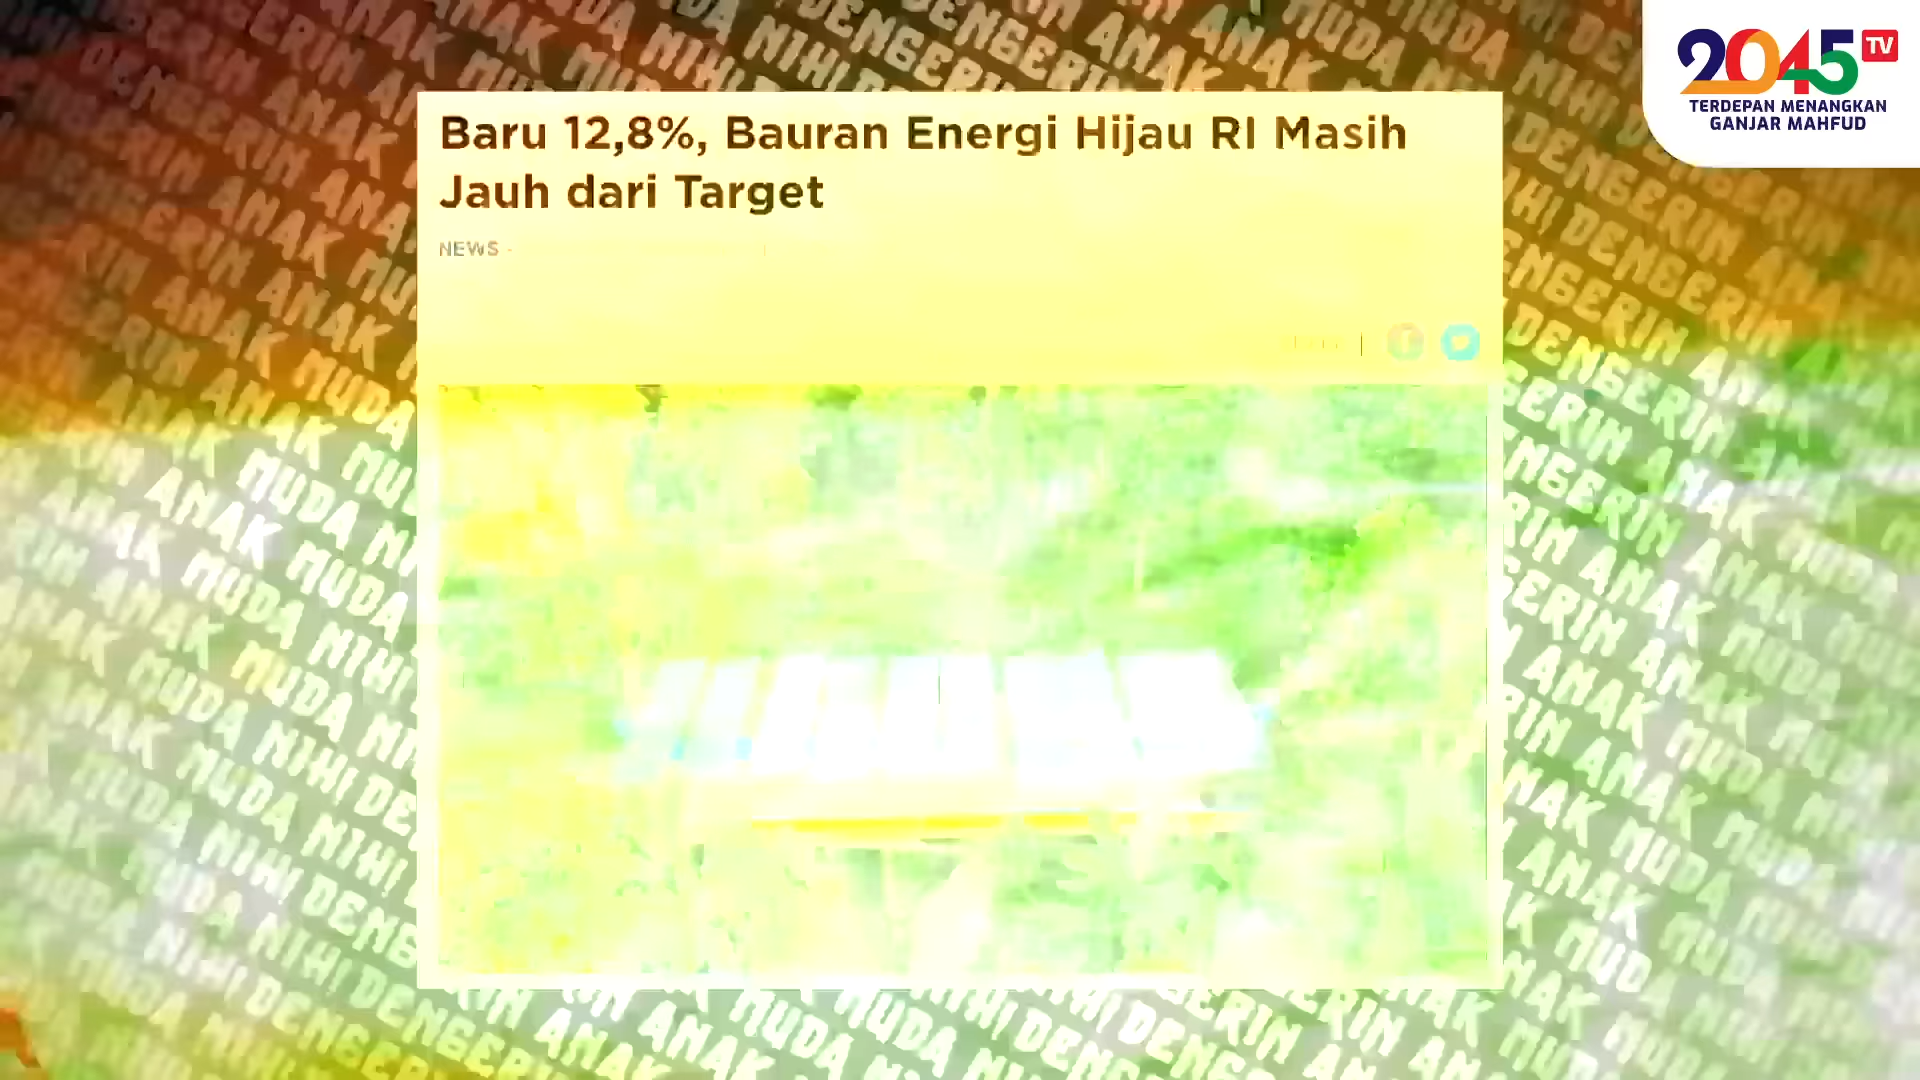 2045 TV
TERDEPAN MENANGKAN
GANJAR MAHFUD
Baru 12,8%, Bauran Energi Hijau RI Masih
Jauh dari Target
NEWS -
DENGERIN ANAK MUDA NIH!